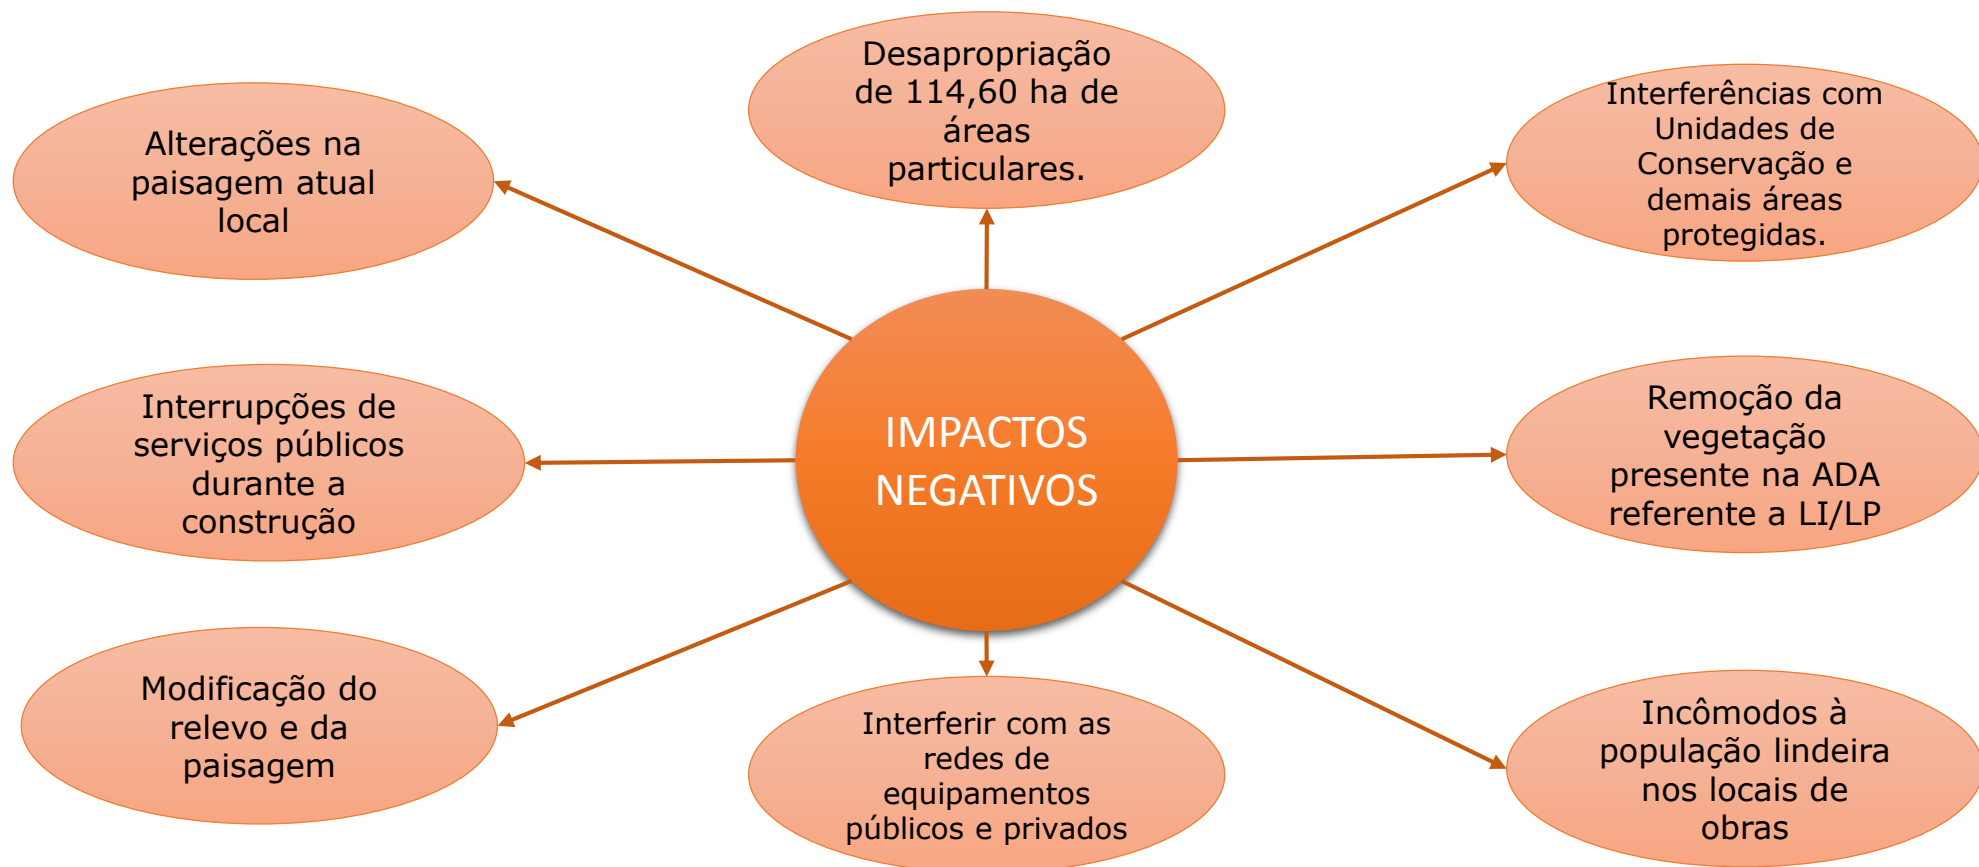 Desapropriação
de 114,60 ha de
áreas
particulares.
Alterações na
paisagem atual
local
Interferências com
Unidades de
Conservação e
demais áreas
protegidas.
Interrupções de
serviços públicos
durante a
construção
IMPACTOS
NEGATIVOS
Remoção da
vegetação
presente na ADA
referente a LI/LP
Modificação do
relevo e da
paisagem
Interferir com as
redes de
equipamentos
públicos e privados
Incômodos à
população lindeira
nos locais de
obras